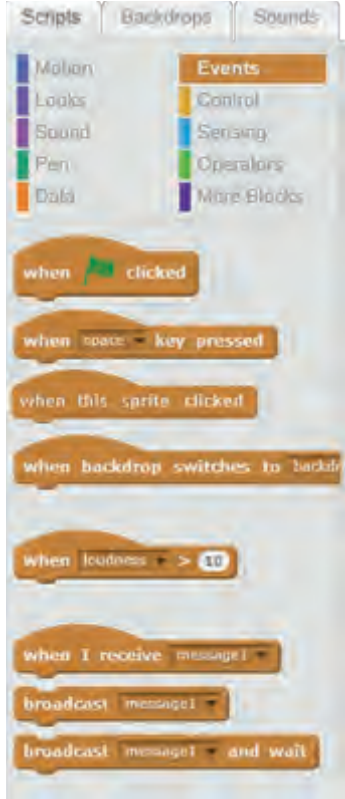 Scripts Backdrops Sounds
Motion Events
Looks Control
Sound Sensing
Pen Operators
Data More Blocks
when clicked
when space key pressed
when this sprite clicked
when backdrop switches to backdr
when loudness > 10
when I receive message1
broadcast message1
broadcast message1 and wait